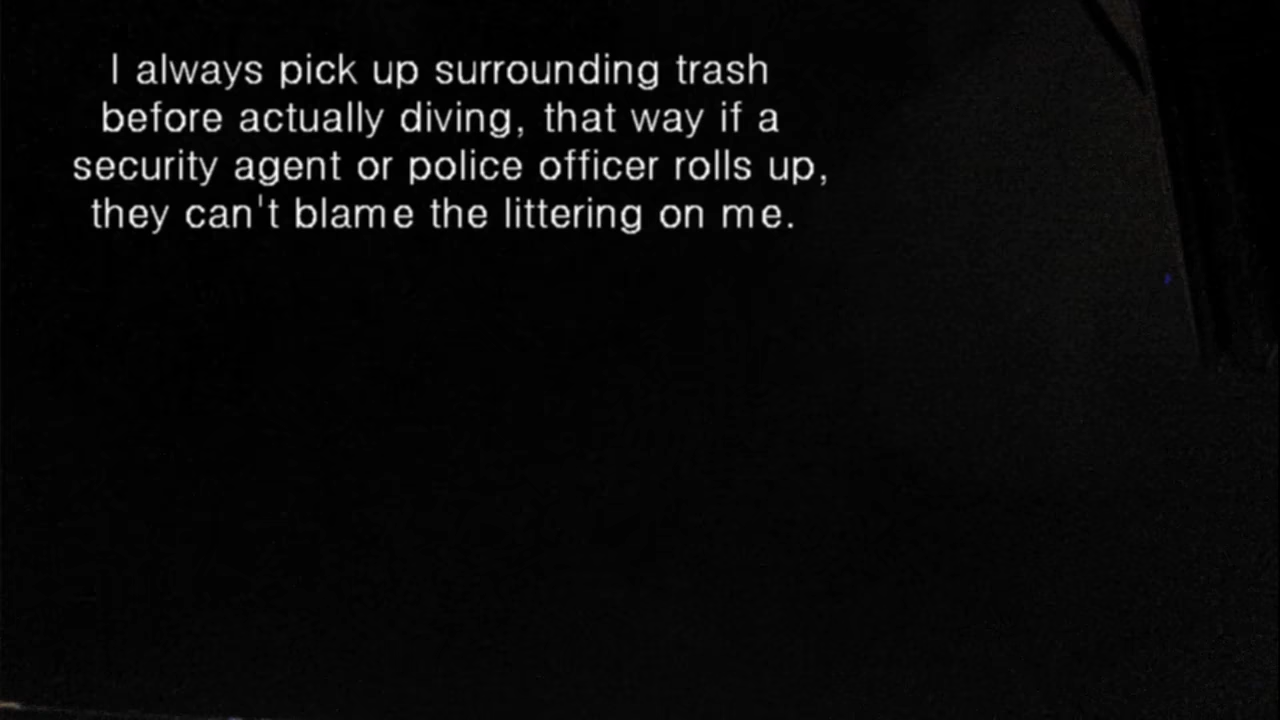 I always pick up surrounding trash
before actually diving, that way if a
security agent or police officer rolls up,
they can't blame the littering on me.